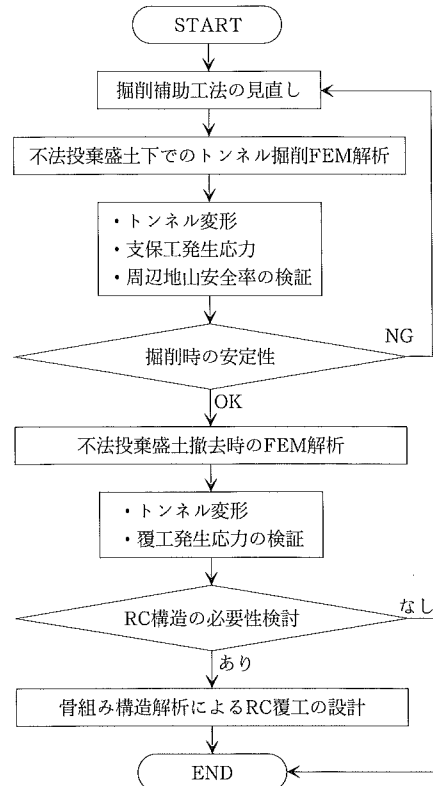 START
掘削補助工法の見直し
不法投棄盛土下でのトンネル掘削FEM解析
・トンネル変形
・支保工発生応力
・周辺地山安全率の検証
掘削時の安定性
NG
OK
不法投棄盛土撤去時のFEM解析
・トンネル変形
・覆工発生応力の検証
RC構造の必要性検討
なし
あり
骨組み構造解析によるRC覆工の設計
END